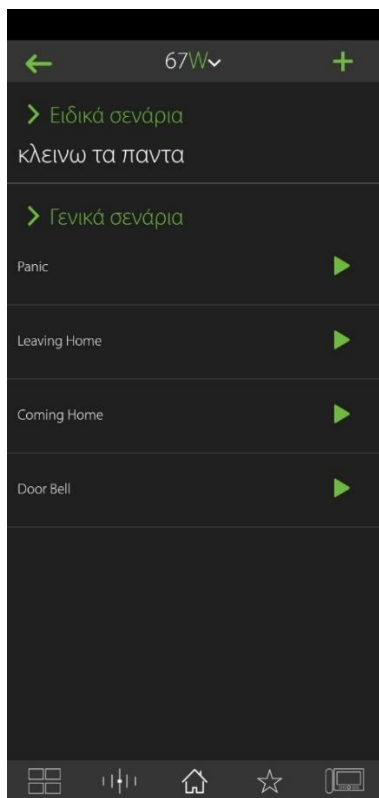 67W
Ειδικά σενάρια
κλεινω τα παντα
Γενικά σενάρια
Panic
Leaving Home
Coming Home
Door Bell